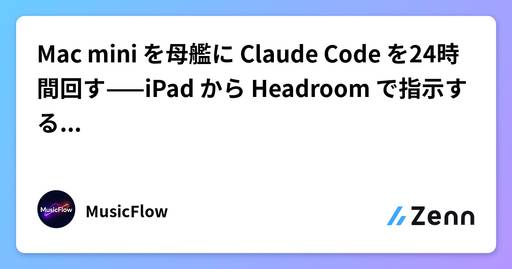 Mac mini を母艦に Claude Code を24時
間回す——iPad から Headroom で指示す
る...
MusicFlow
MusicFlow
Zenn